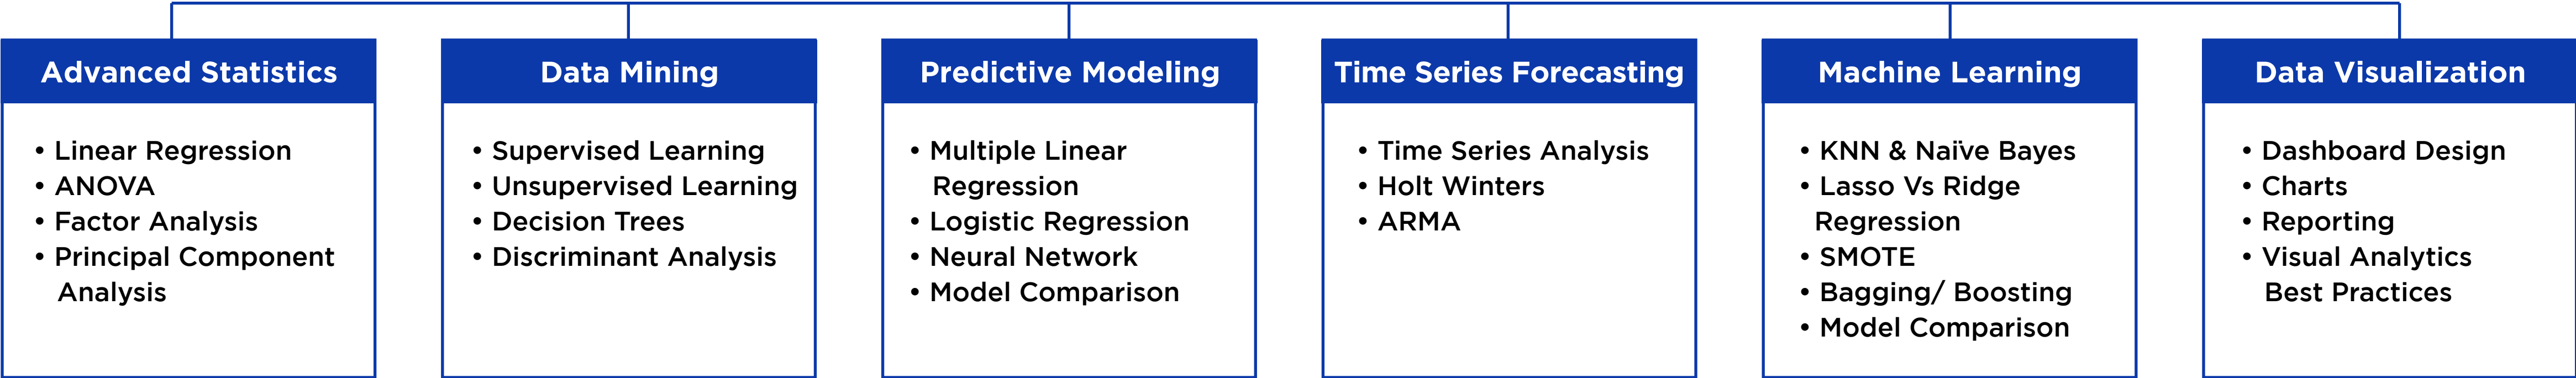 Advanced Statistics
• Linear Regression
• ANOVA
• Factor Analysis
• Principal Component
Analysis
Data Mining
• Supervised Learning
• Unsupervised Learning
• Decision Trees
• Discriminant Analysis
Predictive Modeling
• Multiple Linear
Regression
• Logistic Regression
• Neural Network
• Model Comparison
Time Series Forecasting
• Time Series Analysis
• Holt Winters
• ARMA
Machine Learning
• KNN & Naïve Bayes
• Lasso Vs Ridge
Regression
• SMOTE
• Bagging/ Boosting
• Model Comparison
Data Visualization
• Dashboard Design
• Charts
• Reporting
• Visual Analytics
Best Practices